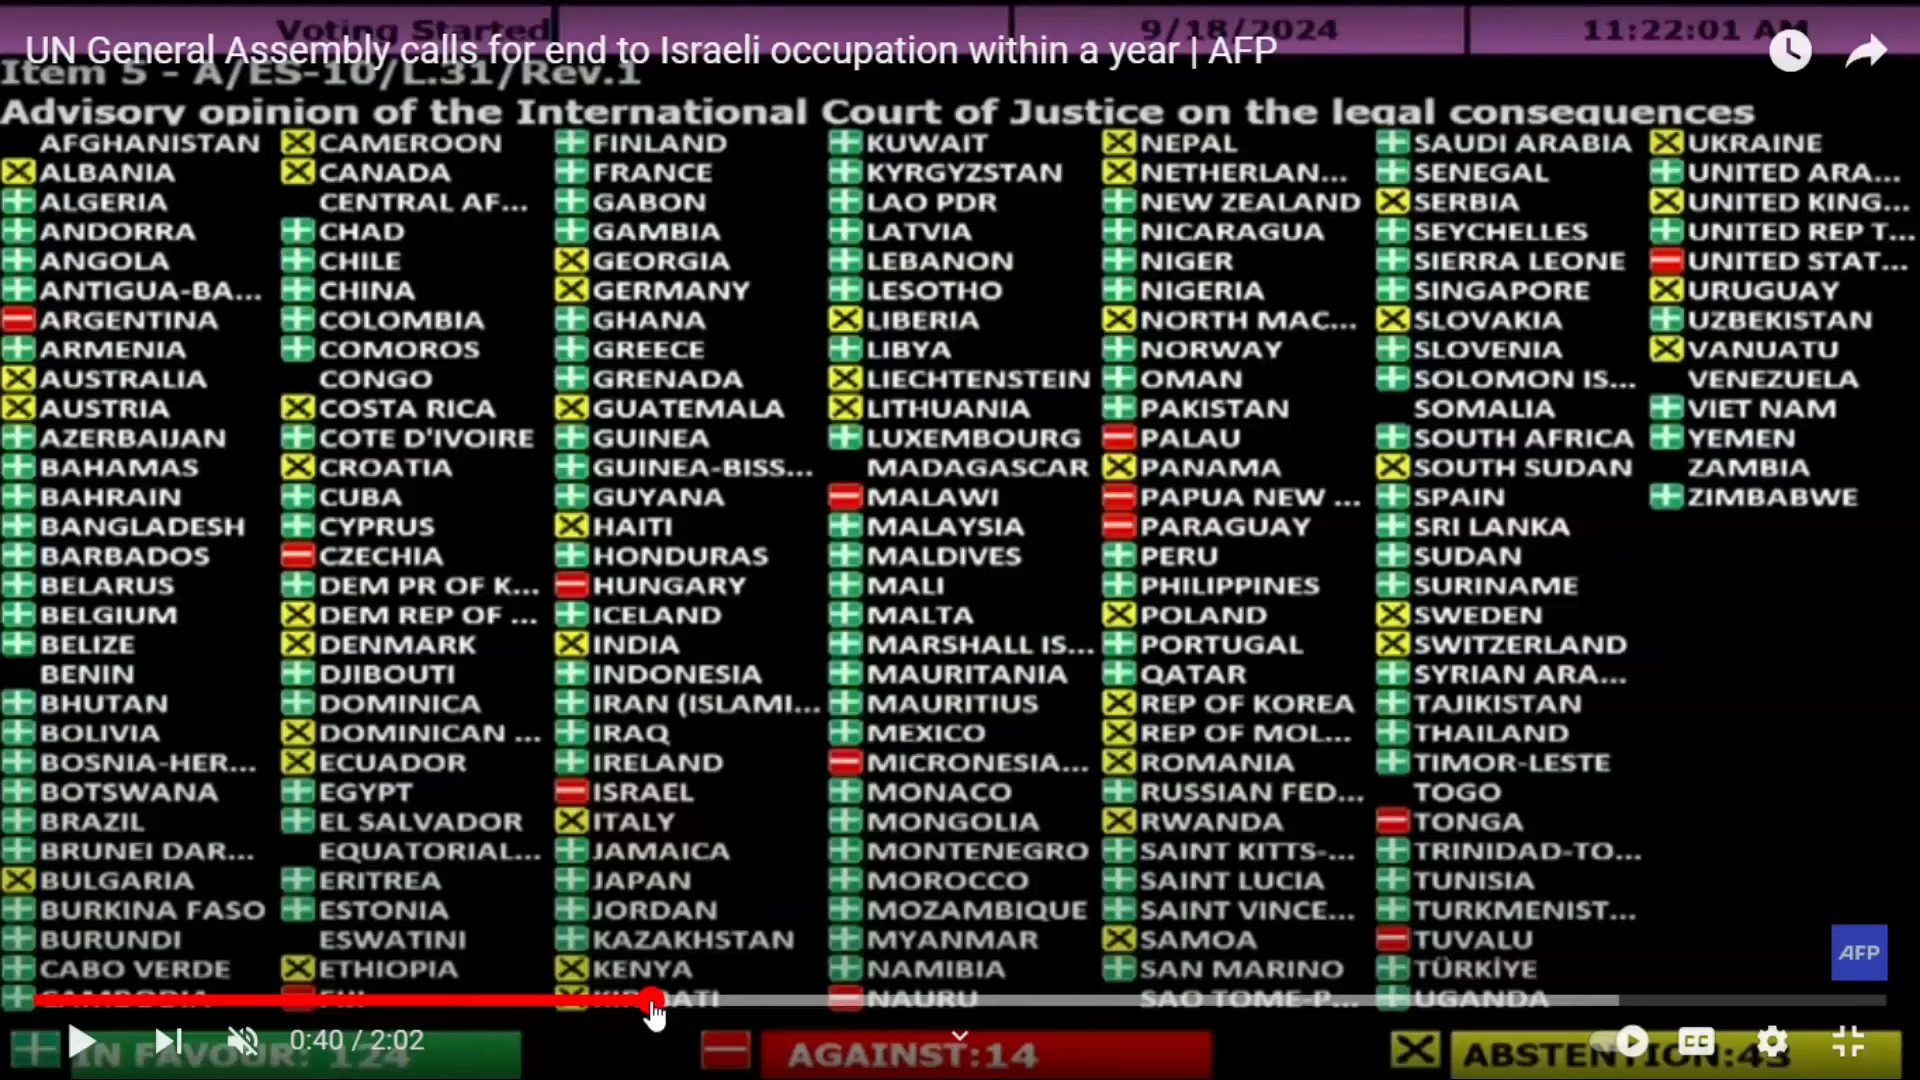 Voting Started 9/18/2024 11:22:01 AM
UN General Assembly calls for end to Israeli occupation within a year | AFP
Item 5 - A/ES-10/L.31/Rev.1
Advisory opinion of the International Court of Justice on the legal consequences
AFGHANISTAN CAMEROON FINLAND KUWAIT NEPAL SAUDI ARABIA UKRAINE
ALBANIA CANADA FRANCE KYRGYZSTAN NETHERLAN... SENEGAL UNITED ARA...
ALGERIA CENTRAL AF... GABON LAO PDR NEW ZEALAND SERBIA UNITED KING...
ANDORRA CHAD GAMBIA LATVIA NICARAGUA SEYCHELLES UNITED REP T...
ANGOLA CHILE GEORGIA LEBANON NIGER SIERRA LEONE UNITED STAT...
ANTIGUA-BA... CHINA GERMANY LESOTHO NIGERIA SINGAPORE URUGUAY
ARGENTINA COLOMBIA GHANA LIBERIA NORTH MAC... SLOVAKIA UZBEKISTAN
ARMENIA COMOROS GREECE LIBYA NORWAY SLOVENIA VANUATU
AUSTRALIA CONGO GRENADA LIECHTENSTEIN OMAN SOLOMON IS... VENEZUELA
AUSTRIA COSTA RICA GUATEMALA LITHUANIA PAKISTAN SOMALIA VIET NAM
AZERBAIJAN COTE D'IVOIRE GUINEA LUXEMBOURG PALAU SOUTH AFRICA YEMEN
BAHAMAS CROATIA GUINEA-BISS... MADAGASCAR PANAMA SOUTH SUDAN ZAMBIA
BAHRAIN CUBA GUYANA MALAWI PAPUA NEW ... SPAIN ZIMBABWE
BANGLADESH CYPRUS HAITI MALAYSIA PARAGUAY SRI LANKA
BARBADOS CZECHIA HONDURAS MALDIVES PERU SUDAN
BELARUS DEM PR OF K... HUNGARY MALI PHILIPPINES SURINAME
BELGIUM DEM REP OF ... ICELAND MALTA POLAND SWEDEN
BELIZE DENMARK INDIA MARSHALL IS... PORTUGAL SWITZERLAND
BENIN DJIBOUTI INDONESIA MAURITANIA QATAR SYRIAN ARA...
BHUTAN DOMINICA IRAN (ISLAMI... MAURITIUS REP OF KOREA TAJIKISTAN
BOLIVIA DOMINICAN ... IRAQ MEXICO REP OF MOL... THAILAND
BOSNIA-HER... ECUADOR IRELAND MICRONESIA... ROMANIA TIMOR-LESTE
BOTSWANA EGYPT ISRAEL MONACO RUSSIAN FED... TOGO
BRAZIL EL SALVADOR ITALY MONGOLIA RWANDA TONGA
BRUNEI DAR... EQUATORIAL... JAMAICA MONTENEGRO SAINT KITTS-... TRINIDAD-TO...
BULGARIA ERITREA JAPAN MOROCCO SAINT LUCIA TUNISIA
BURKINA FASO ESTONIA JORDAN MOZAMBIQUE SAINT VINCE... TURKMENIST...
BURUNDI ESWATINI KAZAKHSTAN MYANMAR SAMOA TUVALU
AFP
CABO VERDE ETHIOPIA KENYA NAMIBIA SAN MARINO TÜRKİYE
CAMBODIA FIJI KIRIBATI NAURU SAO TOME-P... UGANDA
0:40 / 2:02 CC
IN FAVOUR: 124 AGAINST:14 ABSTENTION:43